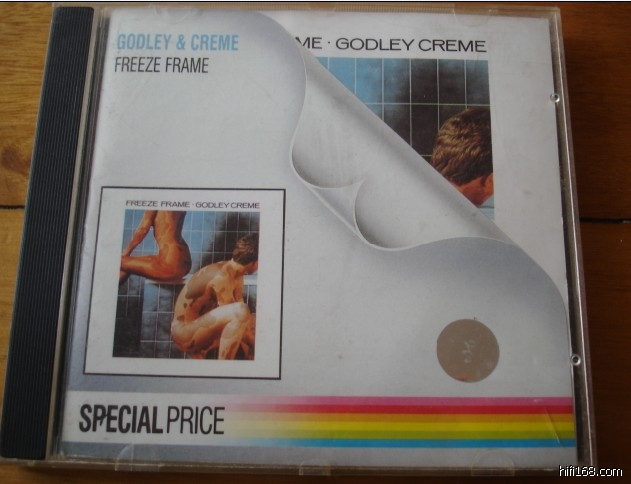 GODLEY & CREME
FREEZE FRAME
ME · GODLEY CREME
FREEZE FRAME · GODLEY CREME
SPECIAL PRICE
hifi168.com